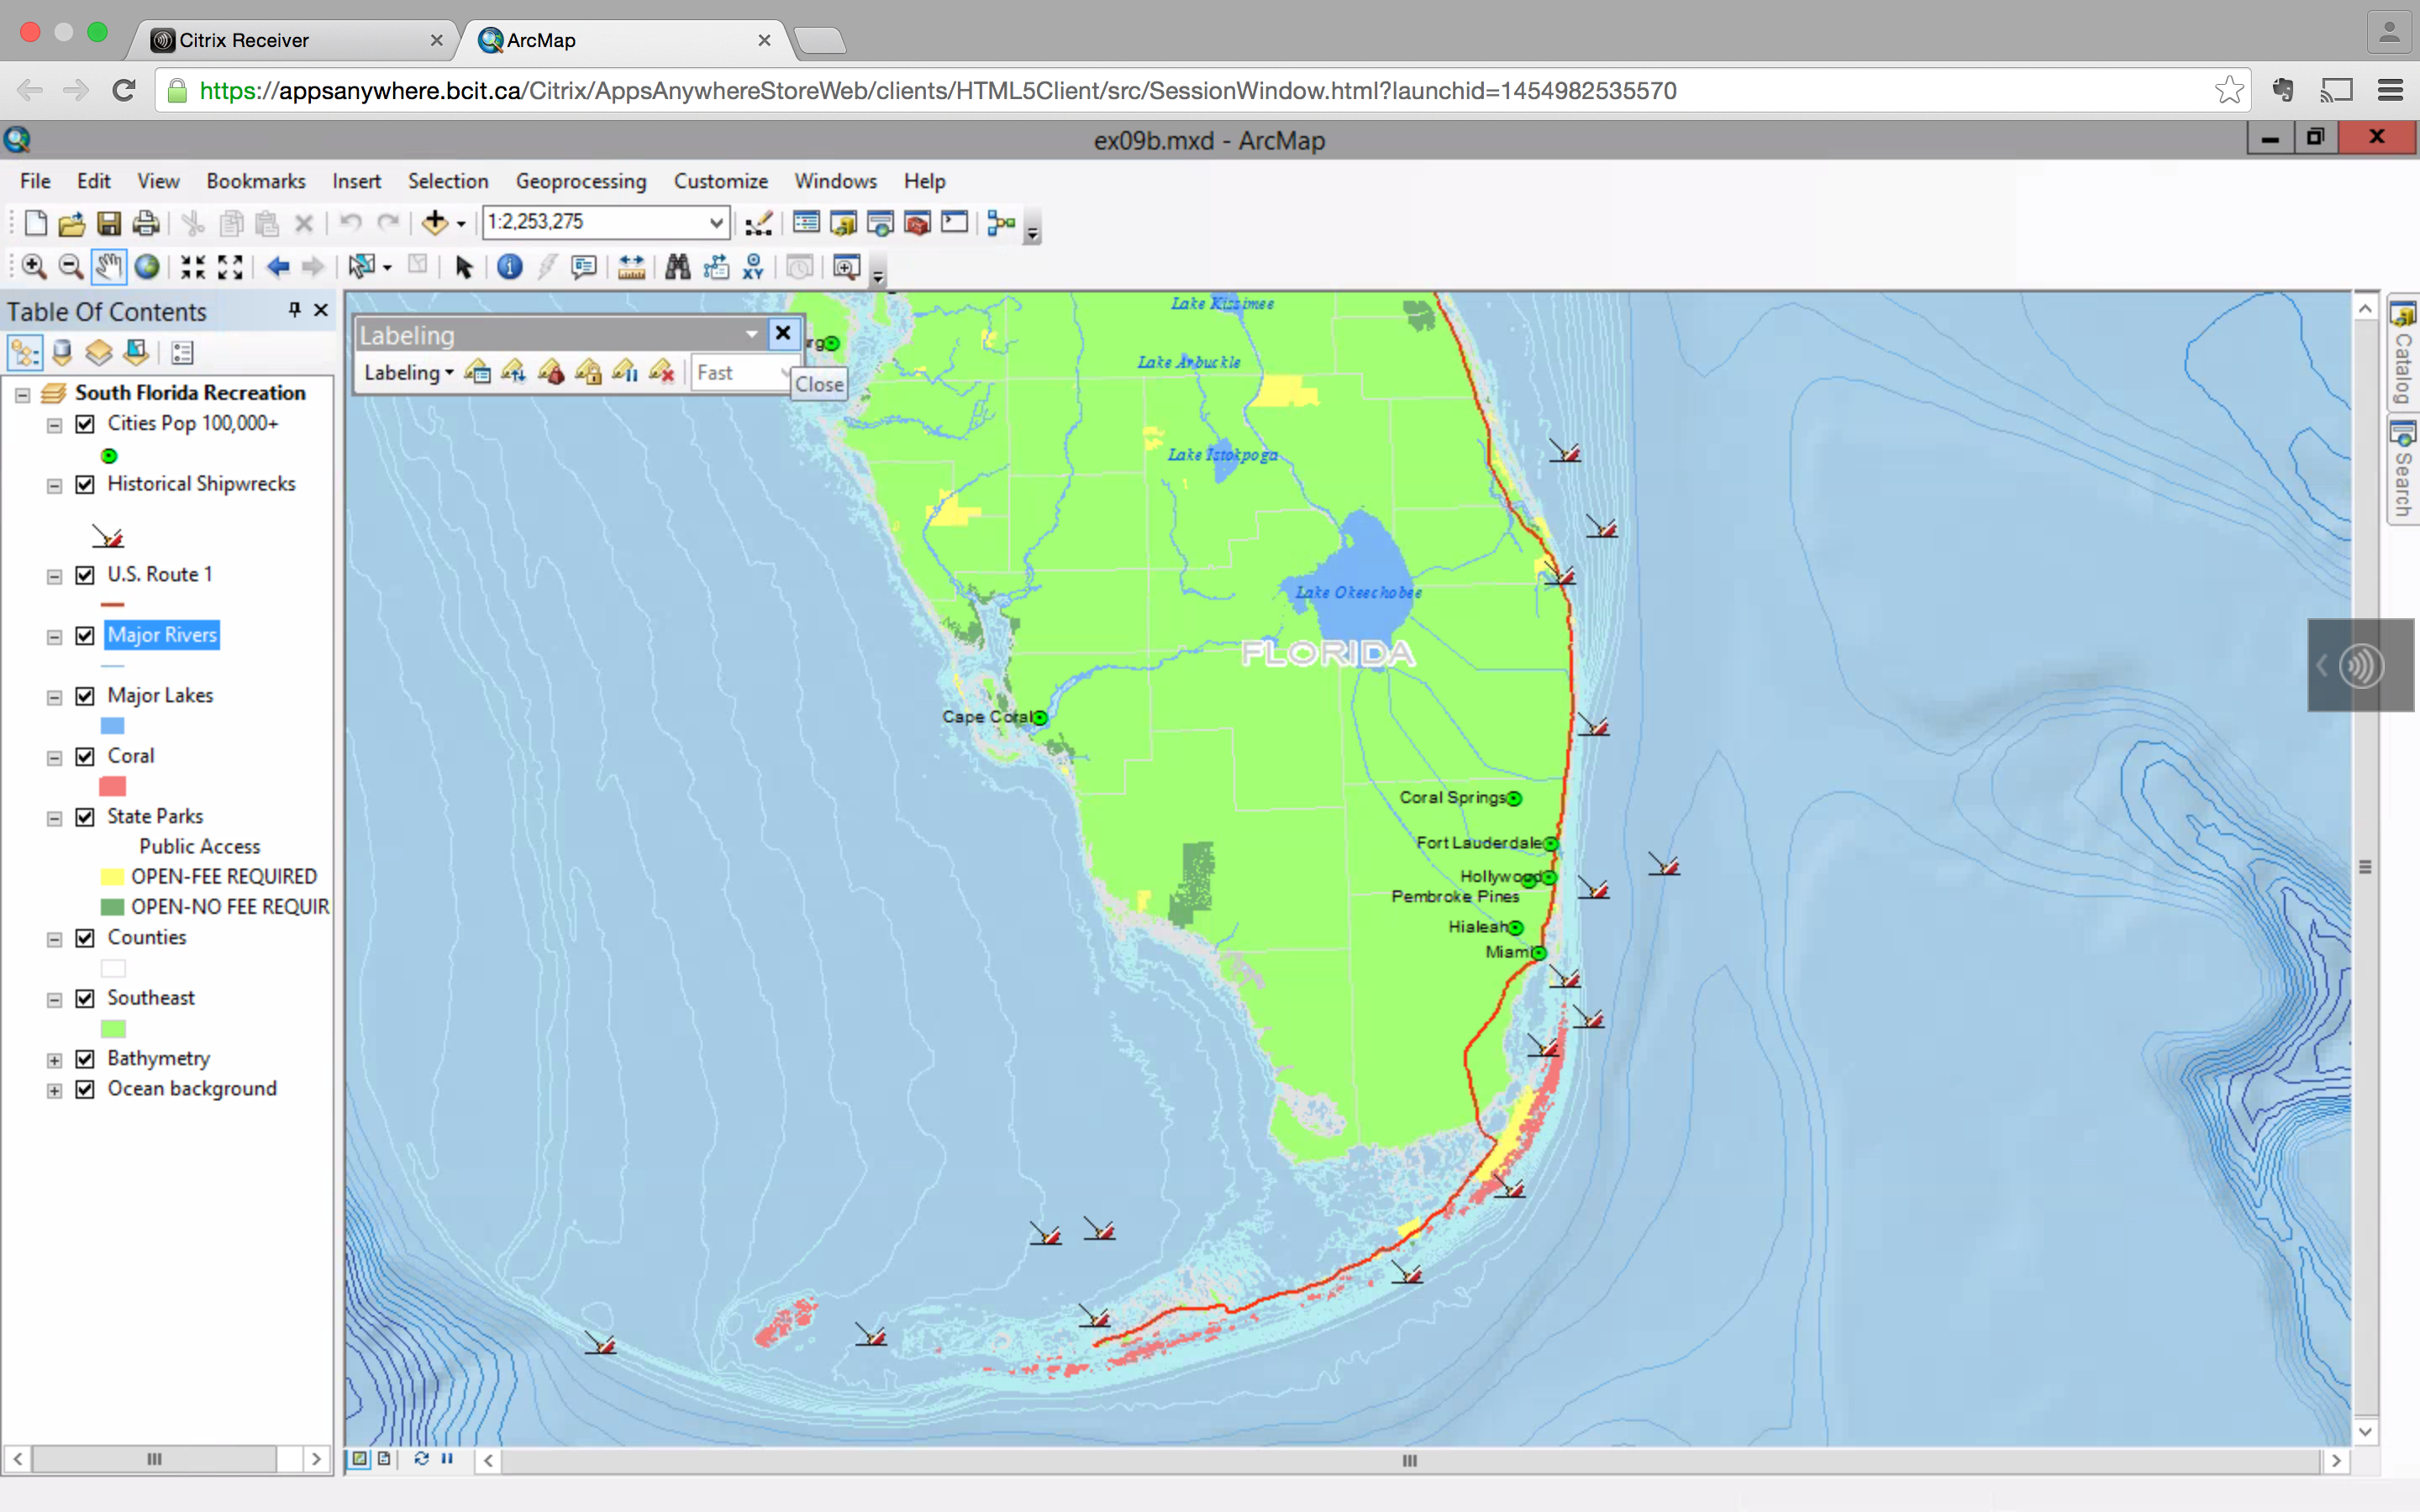 Citrix Receiver
ArcMap
https://appsanywhere.bcit.ca/Citrix/AppsAnywhereStoreWeb/clients/HTML5Client/src/SessionWindow.html?launchid=1454982535570
ex09b.mxd - ArcMap
File Edit View Bookmarks Insert Selection Geoprocessing Customize Windows Help
1:2,253,275
XY
Table Of Contents
South Florida Recreation
Cities Pop 100,000+
Historical Shipwrecks
U.S. Route 1
Major Rivers
Major Lakes
Coral
State Parks
Public Access
OPEN-FEE REQUIRED
OPEN-NO FEE REQUIR
Counties
Southeast
Bathymetry
Ocean background
Labeling
Labeling
Fast
Close
rg
Lake Kissimee
Lake Arbuckle
Lake Istokpoga
Lake Okeechobee
FLORIDA
Cape Coral
Coral Springs
Fort Lauderdale
Hollywood
Pembroke Pines
Hialeah
Miami
Catalog
Search